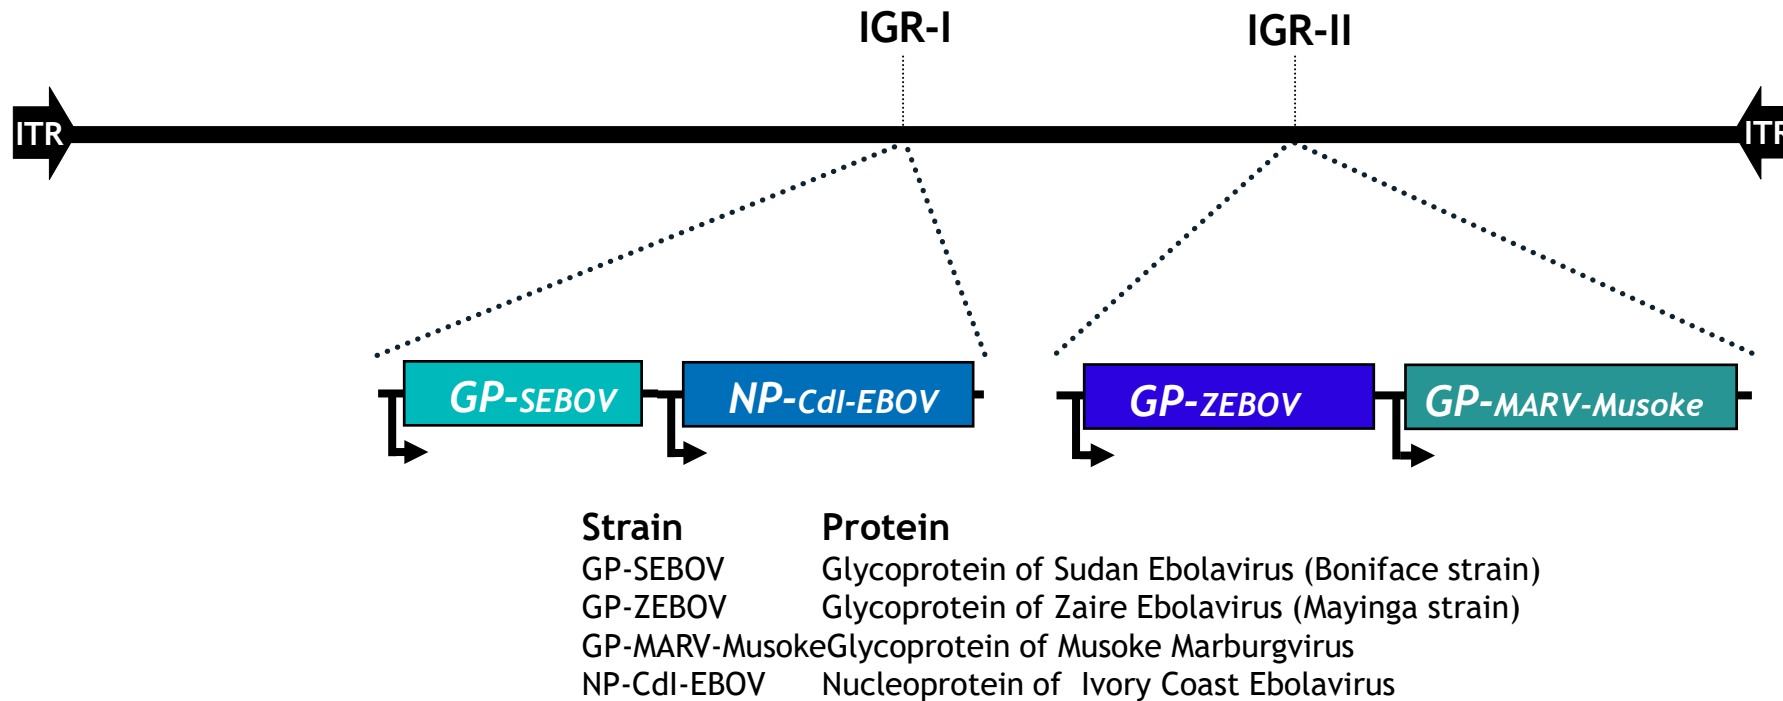 IGR-I IGR-II
ITR ITR
GP-SEBOV NP-CdI-EBOV GP-ZEBOV GP-MARV-Musoke
Strain Protein
GP-SEBOV Glycoprotein of Sudan Ebolavirus (Boniface strain)
GP-ZEBOV Glycoprotein of Zaire Ebolavirus (Mayinga strain)
GP-MARV-MusokeGlycoprotein of Musoke Marburgvirus
NP-CdI-EBOV Nucleoprotein of Ivory Coast Ebolavirus